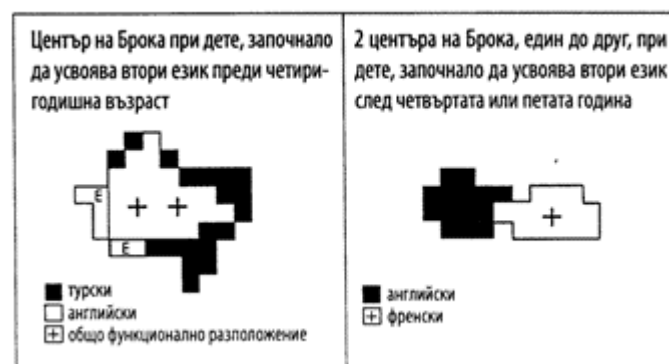 Център на Брока при дете, започнало
да усвоява втори език преди четири-
годишна възраст
E
+ +
E
турски
английски
+ общо функционално разположение
2 центъра на Брока, един до друг, при
дете, започнало да усвоява втори език
след четвъртата или петата година
+
английски
+ френски